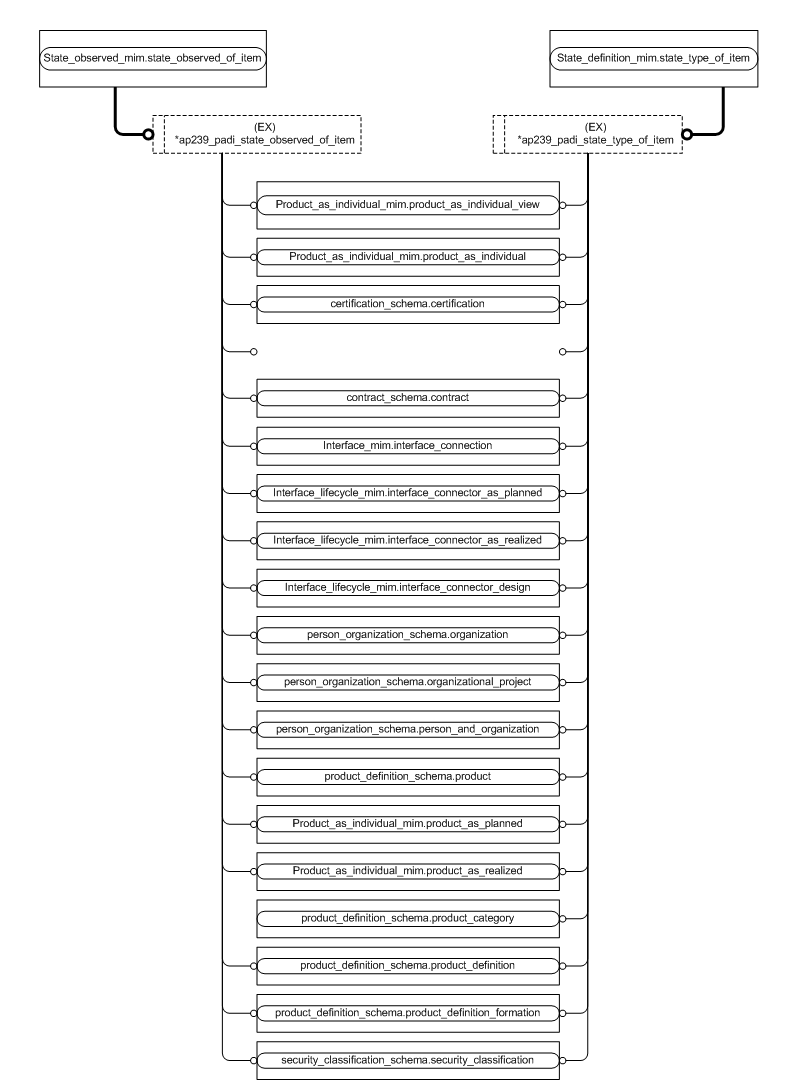 State_observed_mim.state_observed_of_item
State_definition_mim.state_type_of_item
(EX)
*ap239_padi_state_observed_of_item
(EX)
*ap239_padi_state_type_of_item
Product_as_individual_mim.product_as_individual_view
Product_as_individual_mim.product_as_individual
certification_schema.certification
contract_schema.contract
Interface_mim.interface_connection
Interface_lifecycle_mim.interface_connector_as_planned
Interface_lifecycle_mim.interface_connector_as_realized
Interface_lifecycle_mim.interface_connector_design
person_organization_schema.organization
person_organization_schema.organizational_project
person_organization_schema.person_and_organization
product_definition_schema.product
Product_as_individual_mim.product_as_planned
Product_as_individual_mim.product_as_realized
product_definition_schema.product_category
product_definition_schema.product_definition
product_definition_schema.product_definition_formation
security_classification_schema.security_classification